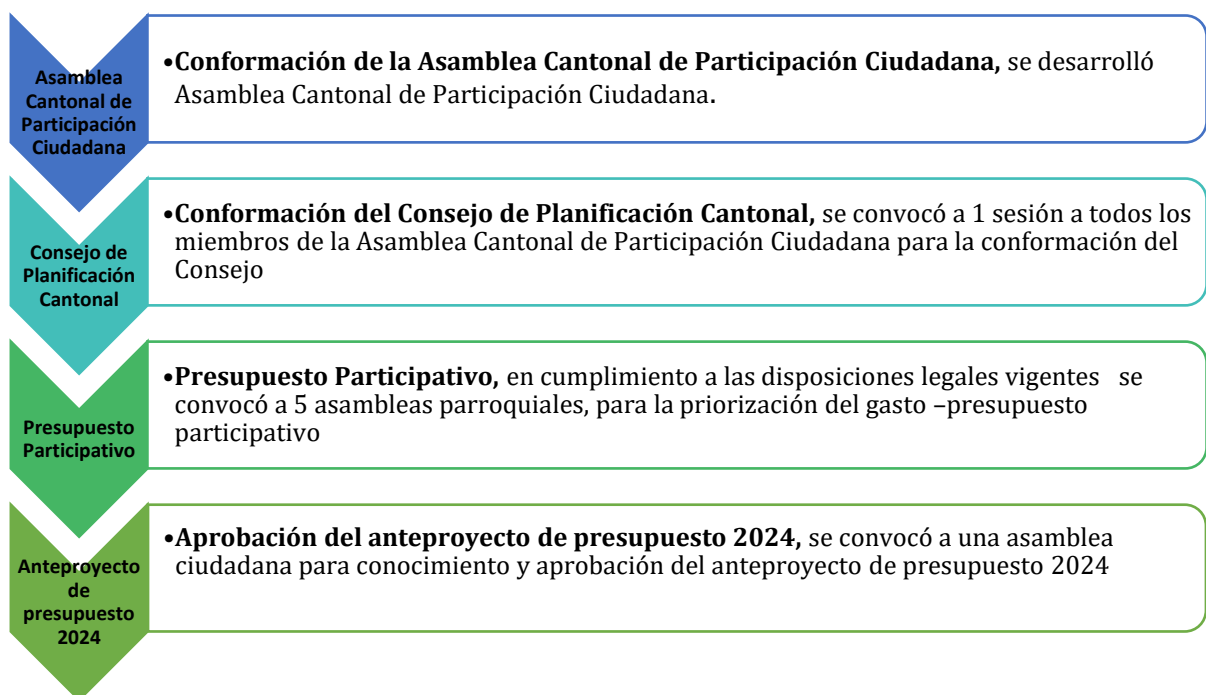 Asamblea
Cantonal de
Participación
Ciudadana
•Conformación de la Asamblea Cantonal de Participación Ciudadana, se desarrolló
Asamblea Cantonal de Participación Ciudadana.
Consejo de
Planificación
Cantonal
•Conformación del Consejo de Planificación Cantonal, se convocó a 1 sesión a todos los
miembros de la Asamblea Cantonal de Participación Ciudadana para la conformación del
Consejo
Presupuesto
Participativo
•Presupuesto Participativo, en cumplimiento a las disposiciones legales vigentes   se
convocó a 5 asambleas parroquiales, para la priorización del gasto –presupuesto
participativo
Anteproyecto
de
presupuesto
2024
•Aprobación del anteproyecto de presupuesto 2024, se convocó a una asamblea
ciudadana para conocimiento y aprobación del anteproyecto de presupuesto 2024